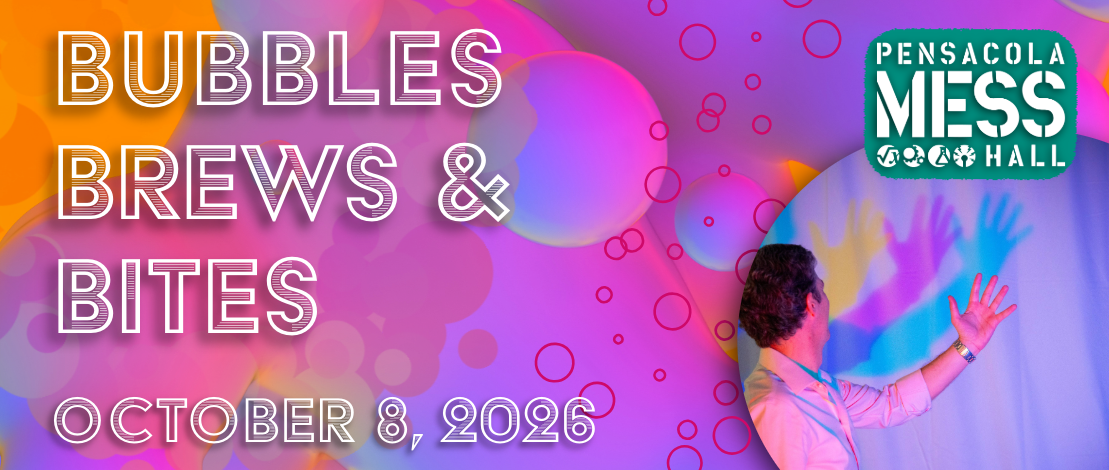 BUBBLES
BREWS &
BITES
OCTOBER 8, 2026
PENSACOLA
MESS
HALL